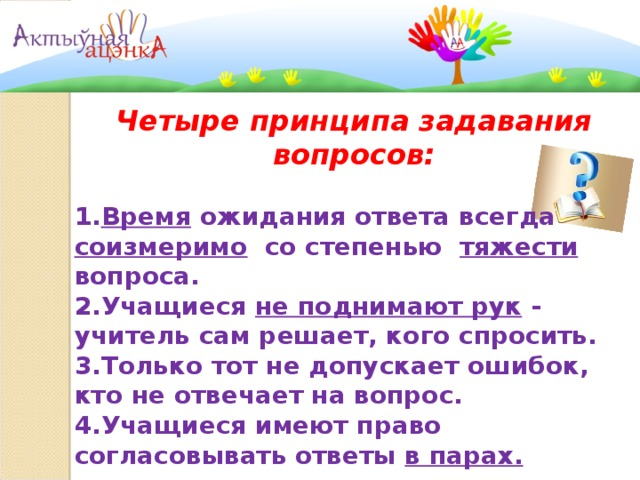 Актыўная
ацэнкА
АА
Четыре принципа задавания
вопросов:
1.Время ожидания ответа всегда
соизмеримо со степенью тяжести
вопроса.
2.Учащиеся не поднимают рук -
учитель сам решает, кого спросить.
3.Только тот не допускает ошибок,
кто не отвечает на вопрос.
4.Учащиеся имеют право
согласовывать ответы в парах.